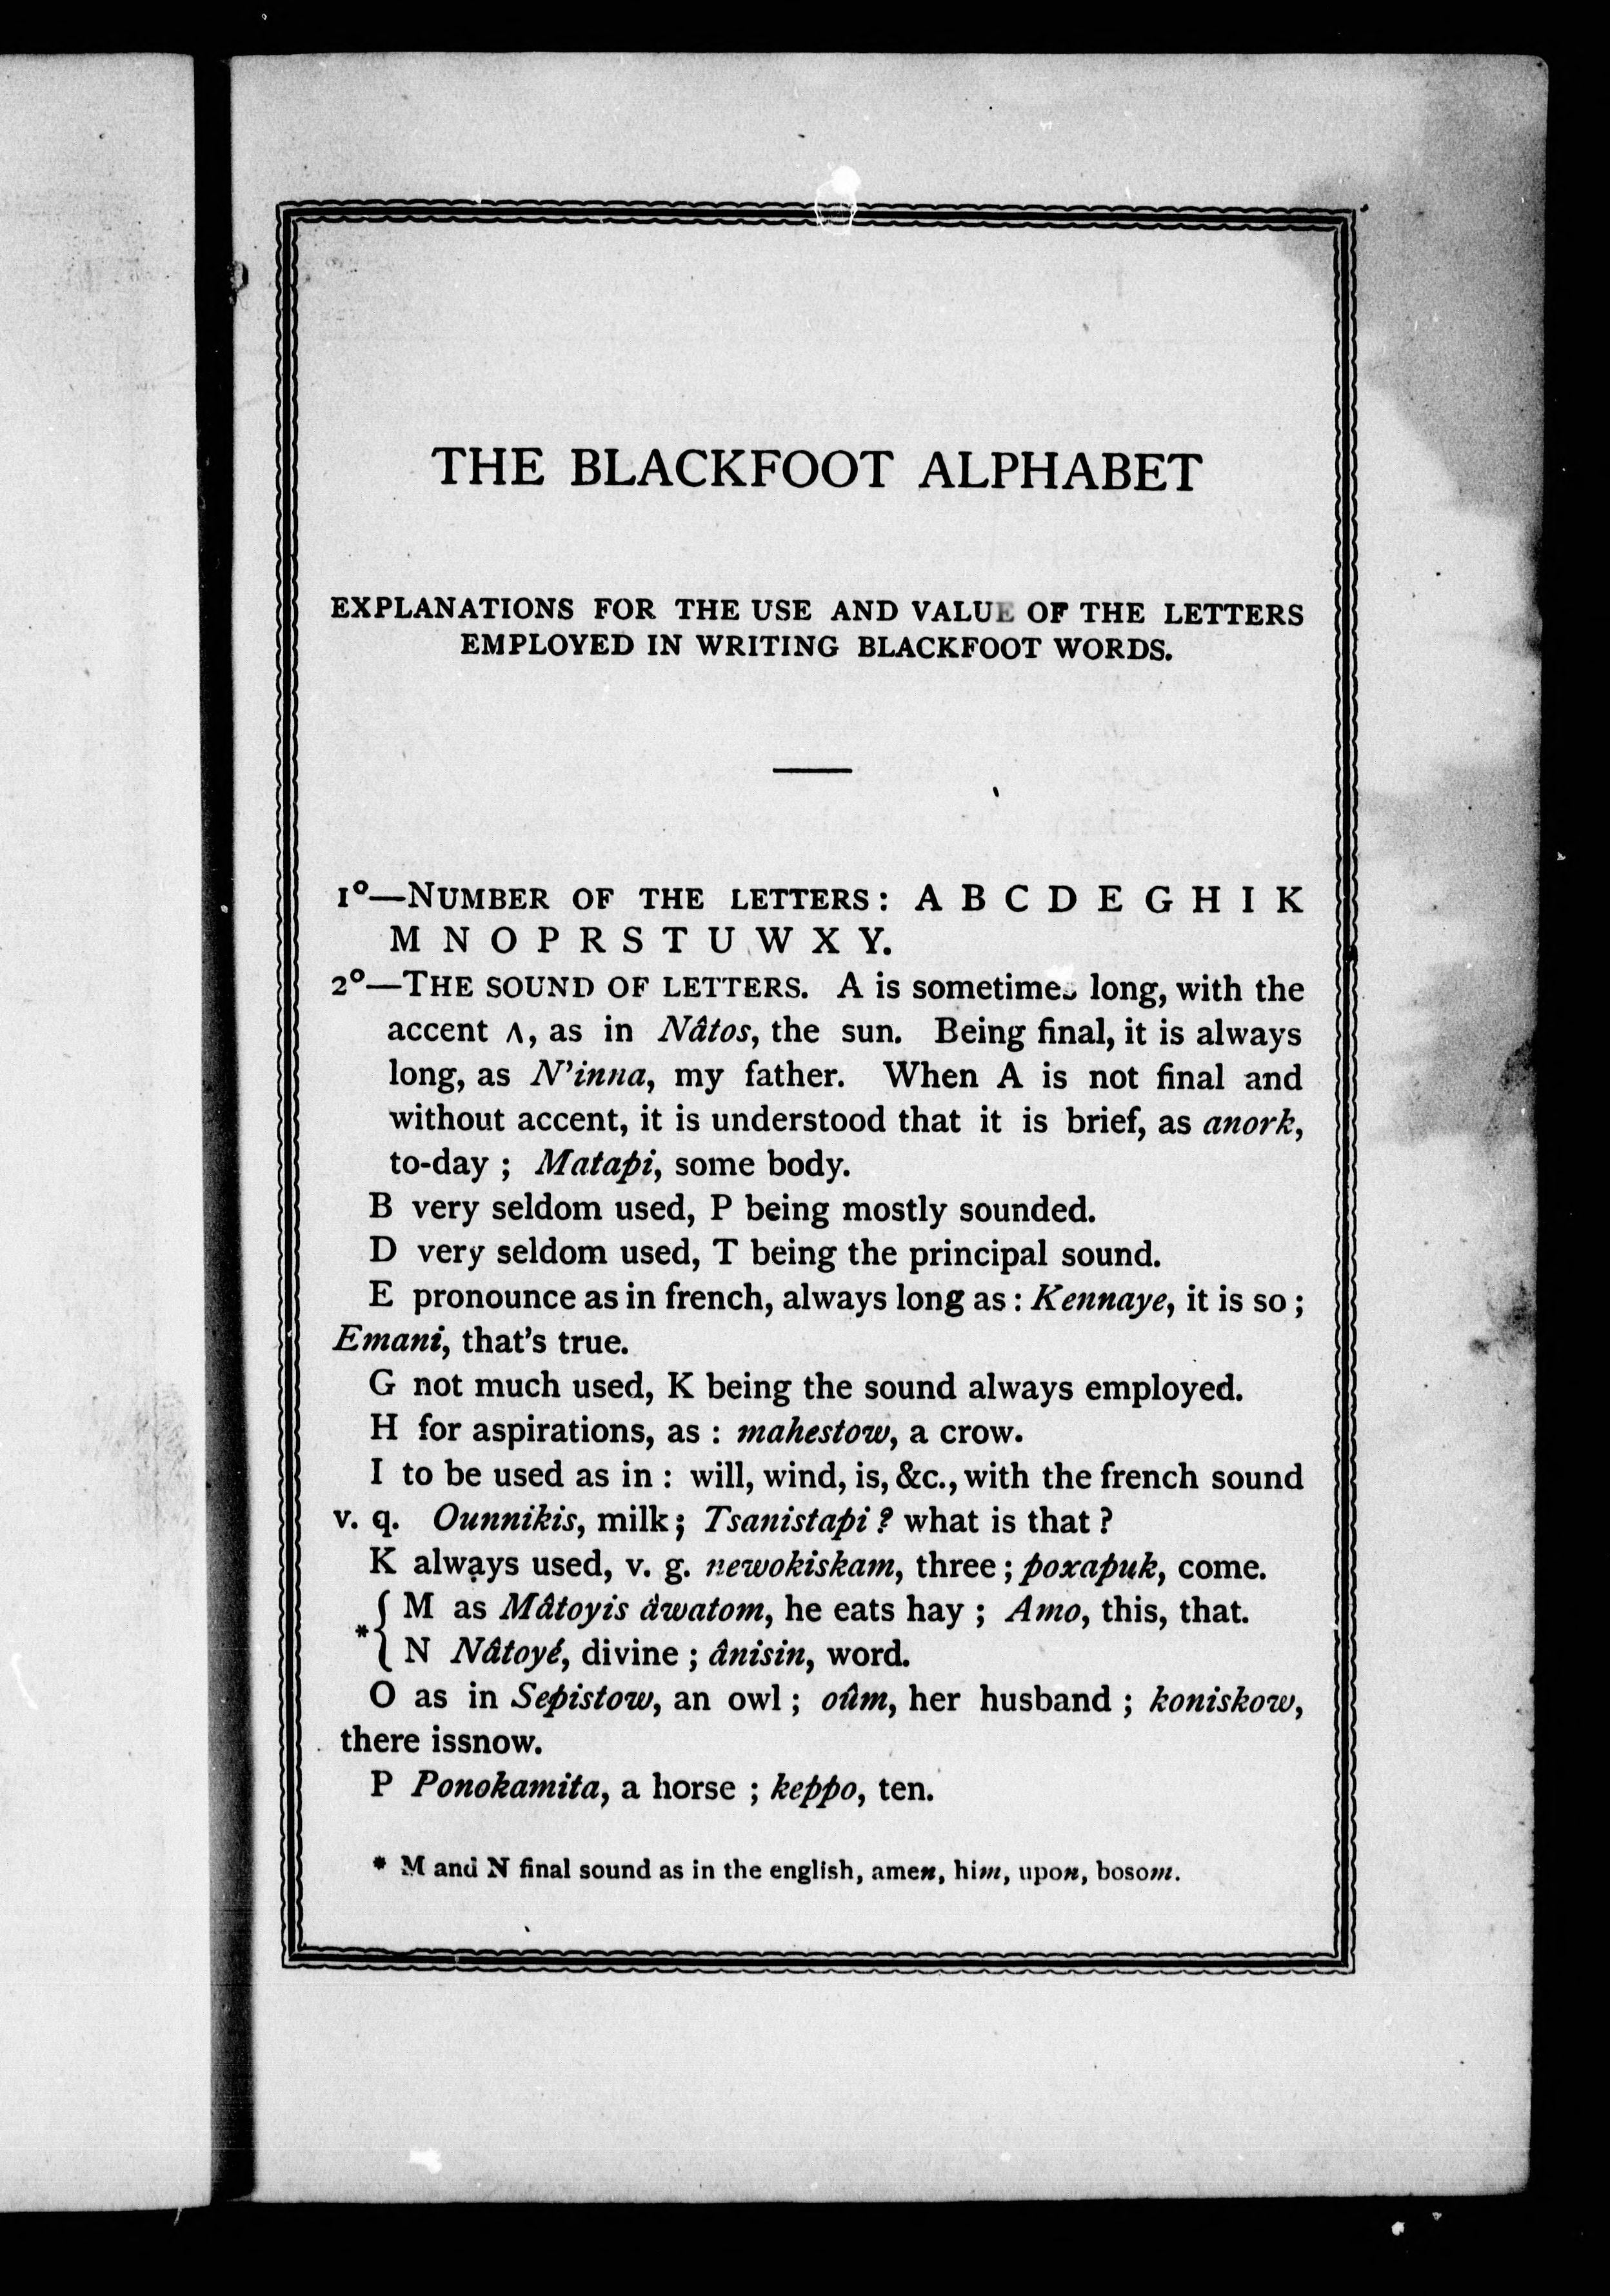 THE BLACKFOOT ALPHABET
EXPLANATIONS FOR THE USE AND VALUE OF THE LETTERS
EMPLOYED IN WRITING BLACKFOOT WORDS.
1º—NUMBER OF THE LETTERS: A B C D E G H I K
M N O P R S T U W X Y.
2º—THE SOUND OF LETTERS. A is sometimes long, with the
accent ʌ, as in Nâtos, the sun. Being final, it is always
long, as N'inna, my father. When A is not final and
without accent, it is understood that it is brief, as anork,
to-day ; Matapi, some body.
B very seldom used, P being mostly sounded.
D very seldom used, T being the principal sound.
E pronounce as in french, always long as : Kennaye, it is so ;
Emani, that's true.
G not much used, K being the sound always employed.
H for aspirations, as : mahestow, a crow.
I to be used as in : will, wind, is, &c., with the french sound
v. q. Ounnikis, milk ; Tsanistapi ? what is that ?
K always used, v. g. newokiskam, three ; poxapuk, come.
* { M as Mâtoyis âwatom, he eats hay ; Amo, this, that.
N Nâtoyé, divine ; ânisin, word.
O as in Sepistow, an owl ; oûm, her husband ; koniskow,
there issnow.
P Ponokamita, a horse ; keppo, ten.
* M and N final sound as in the english, amen, him, upon, bosom.